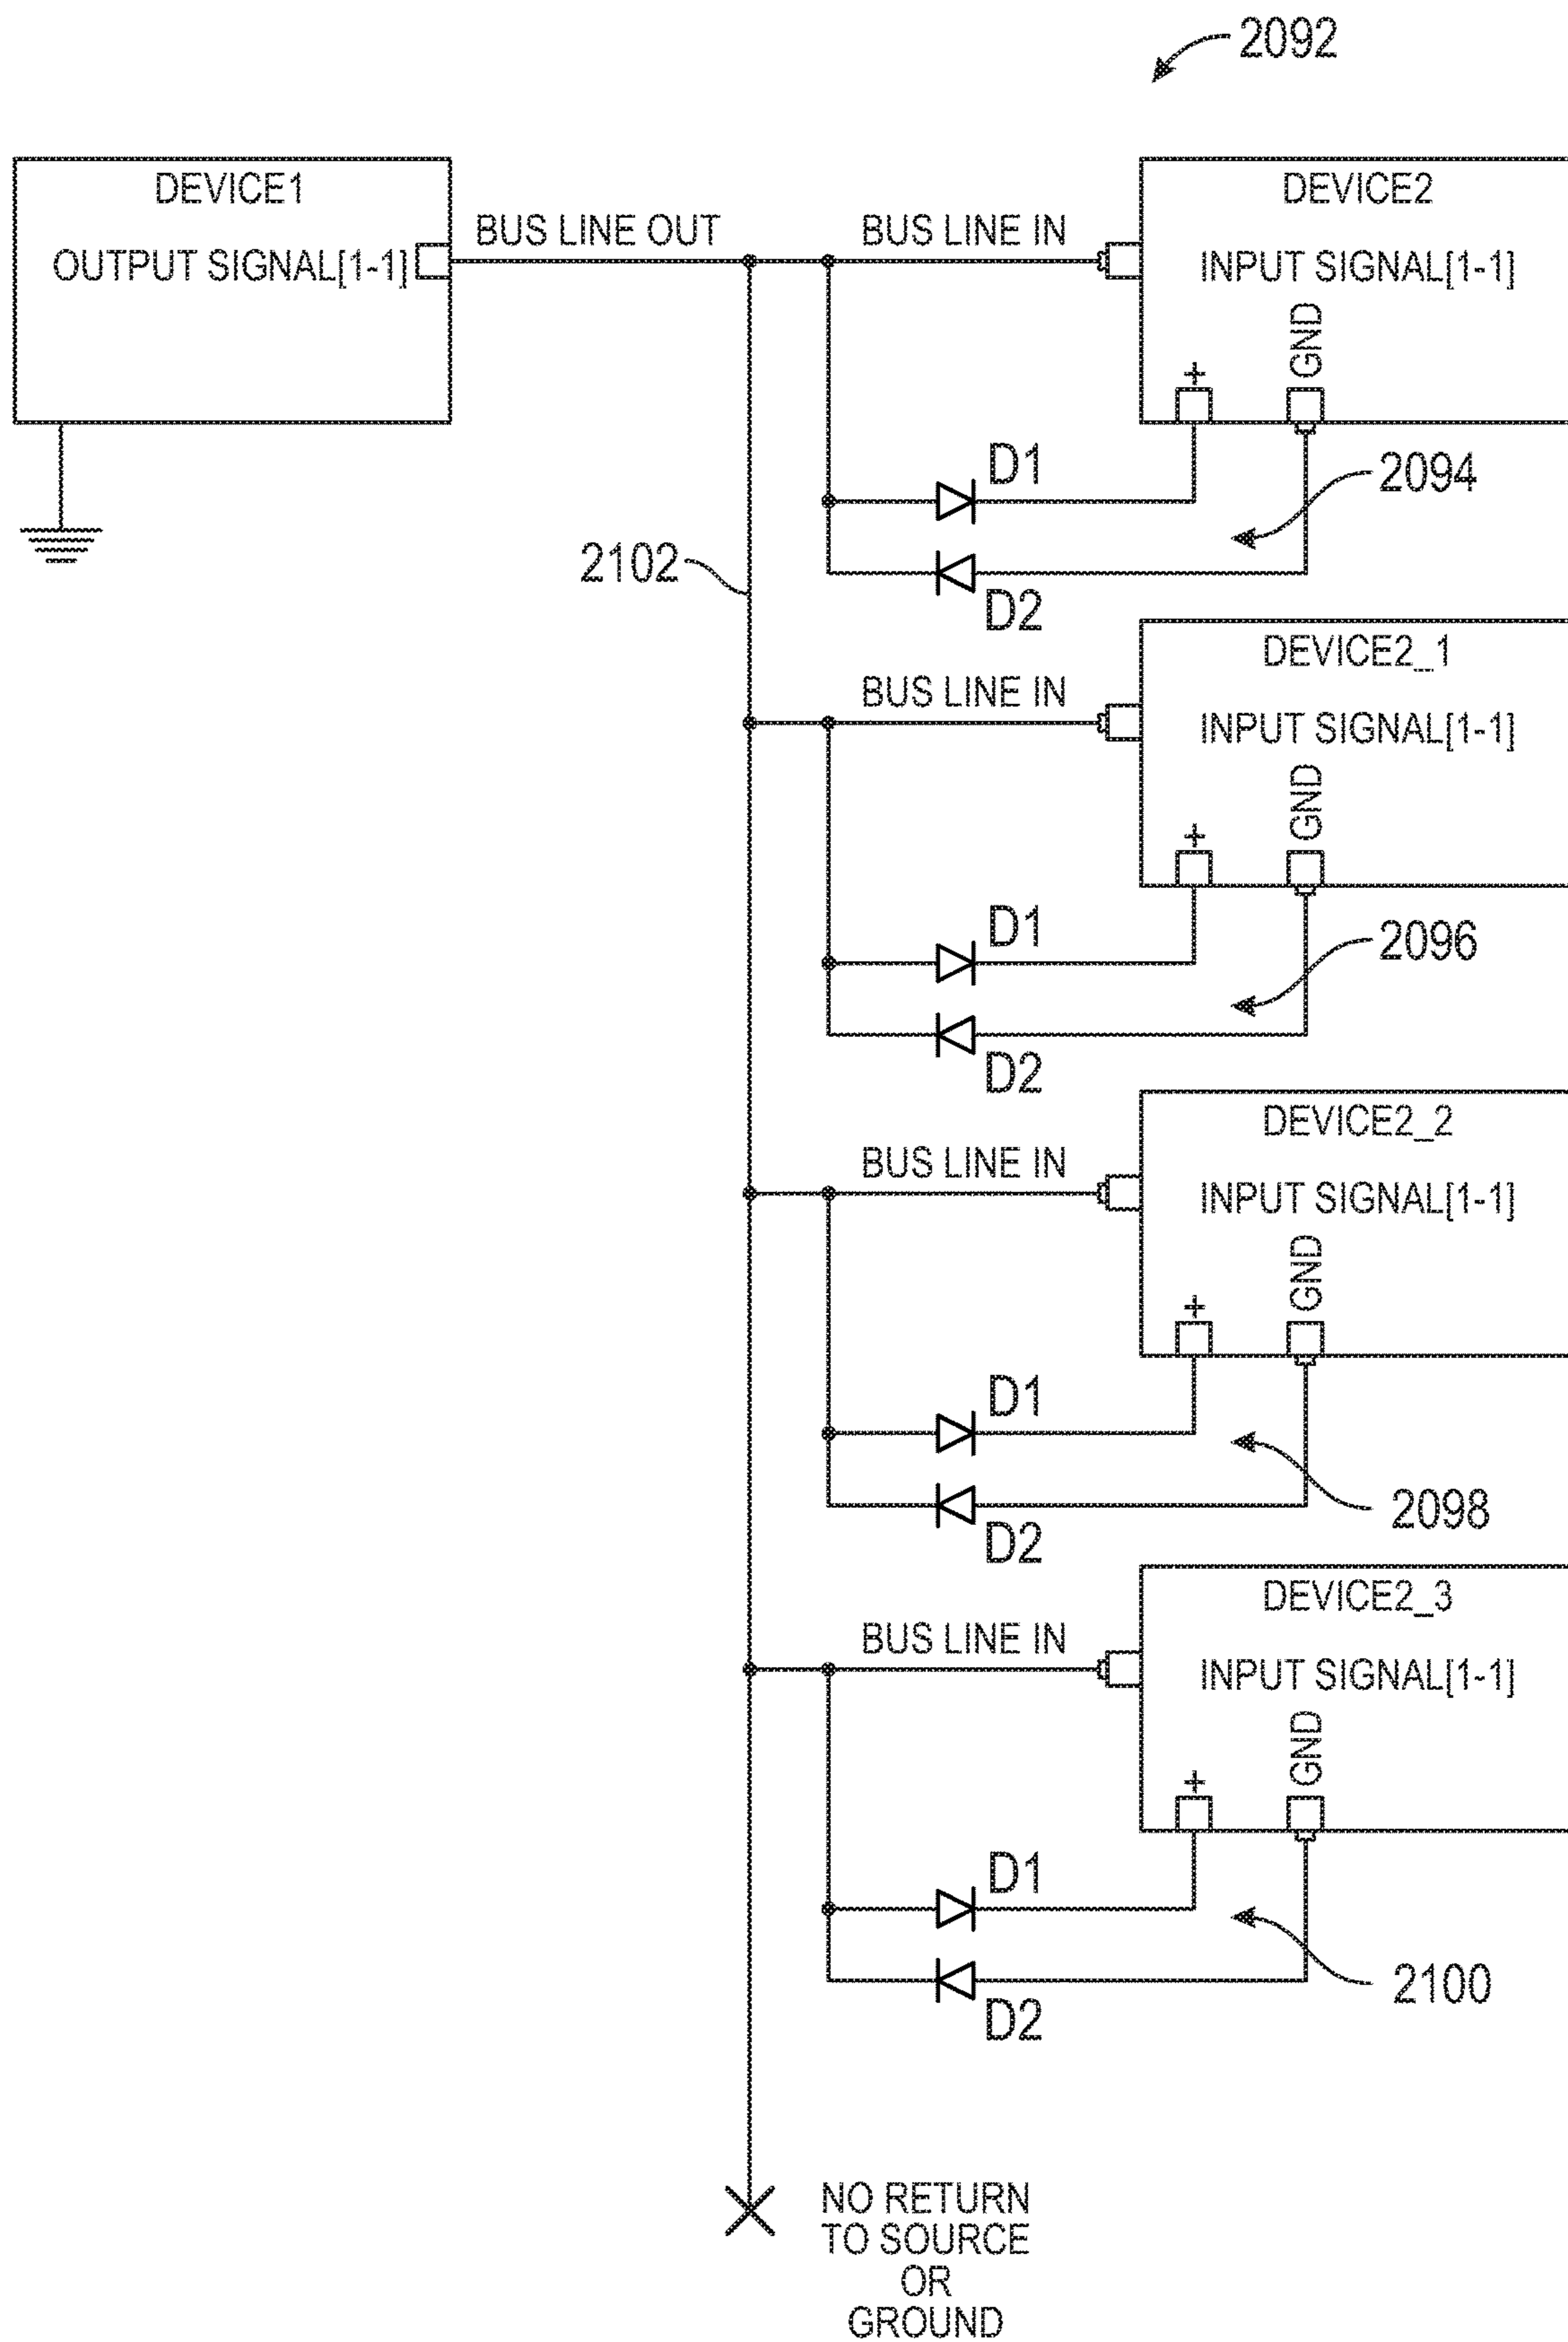 2092
DEVICE1
OUTPUT SIGNAL[1-1]
BUS LINE OUT
BUS LINE IN
DEVICE2
INPUT SIGNAL[1-1]
+
GND
D1
2094
D2
2102
DEVICE2_1
BUS LINE IN
INPUT SIGNAL[1-1]
+
GND
D1
2096
D2
DEVICE2_2
BUS LINE IN
INPUT SIGNAL[1-1]
+
GND
D1
2098
D2
DEVICE2_3
BUS LINE IN
INPUT SIGNAL[1-1]
+
GND
D1
2100
D2
NO RETURN
TO SOURCE
OR
GROUND